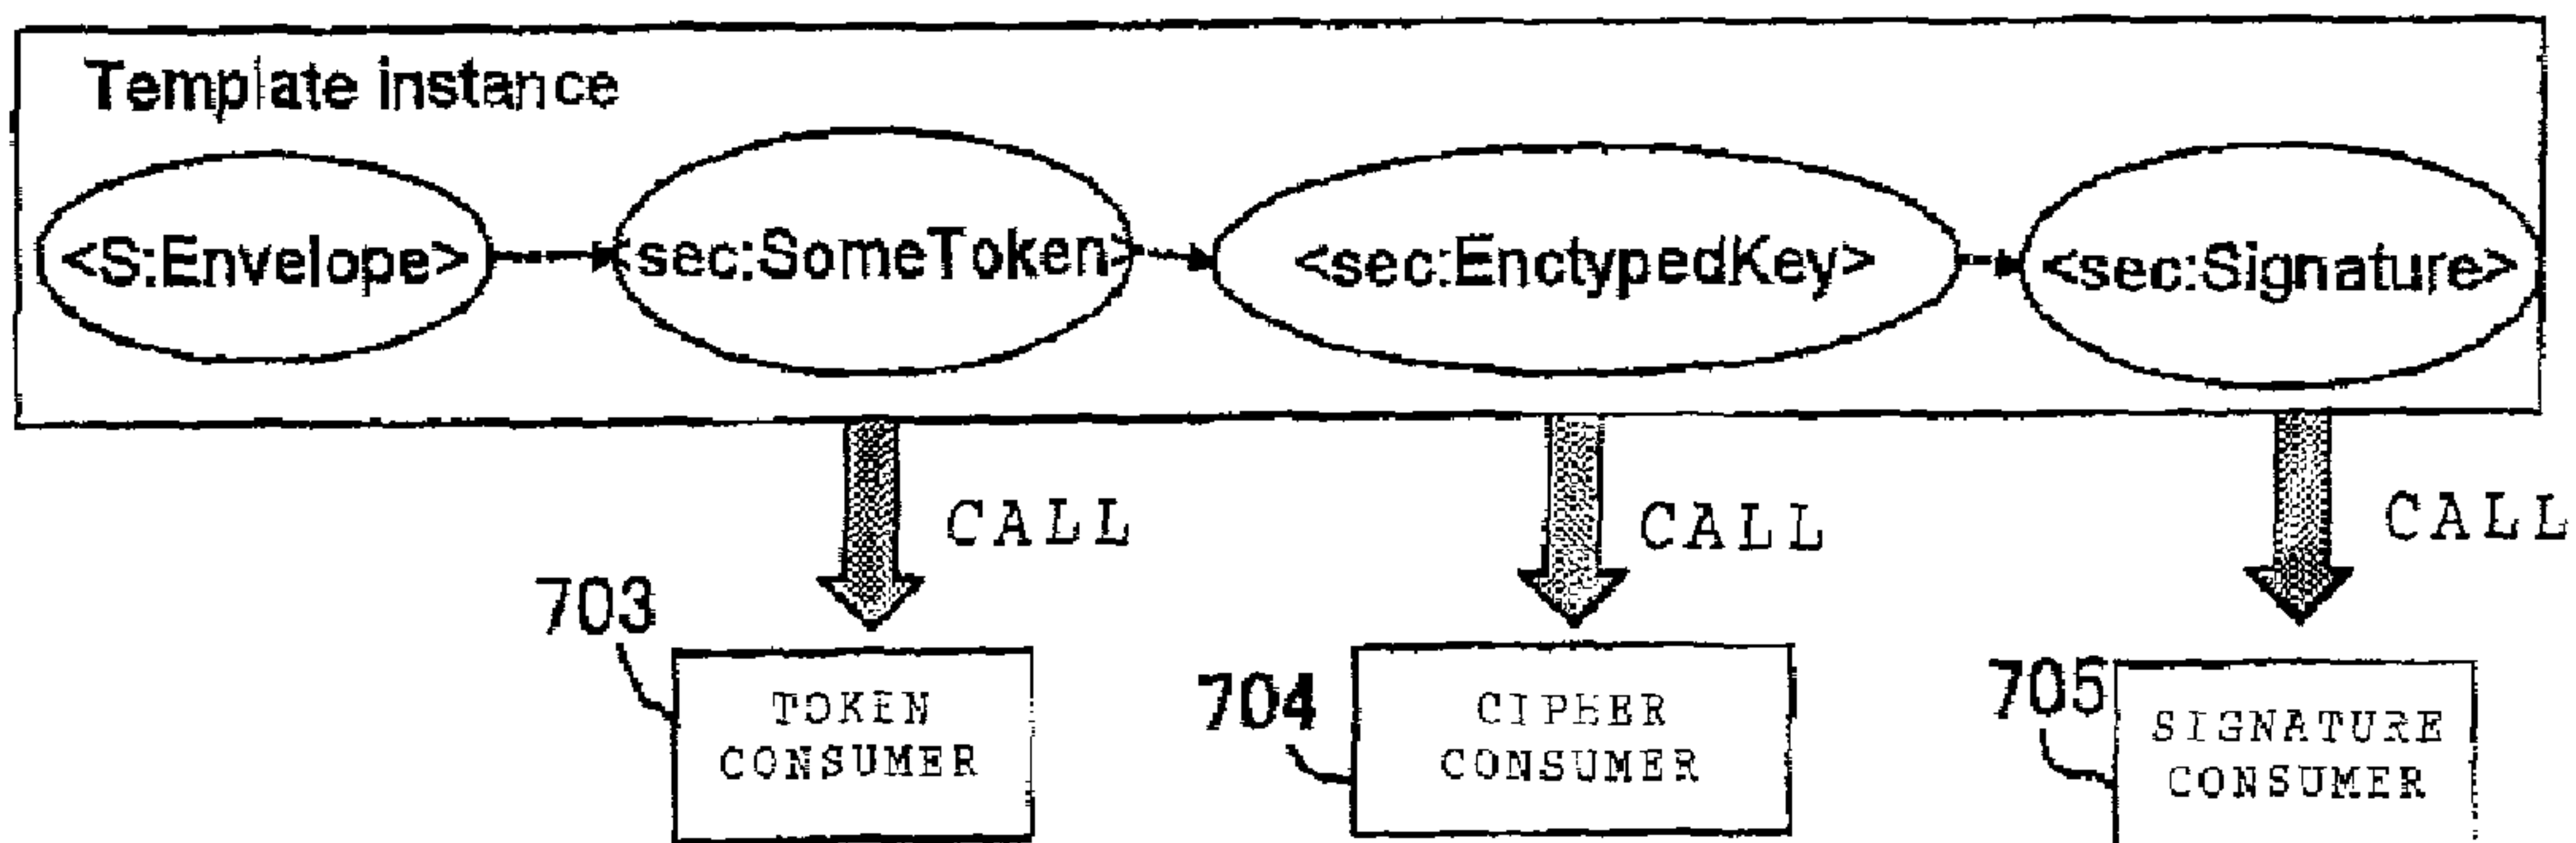 Template instance
<S:Envelope>
<sec:SomeToken>
<sec:EnctypedKey>
<sec:Signature>
CALL
CALL
CALL
703
TOKEN
CONSUMER
704
CIPHER
CONSUMER
705
SIGNATURE
CONSUMER